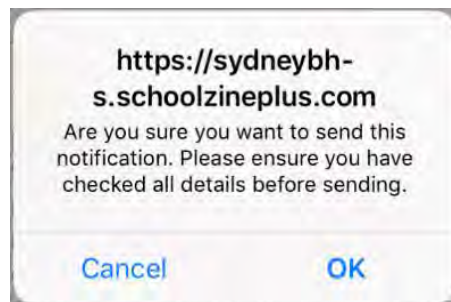 https://sydneybh-
s.schoolzineplus.com
Are you sure you want to send this
notification. Please ensure you have
checked all details before sending.
Cancel OK